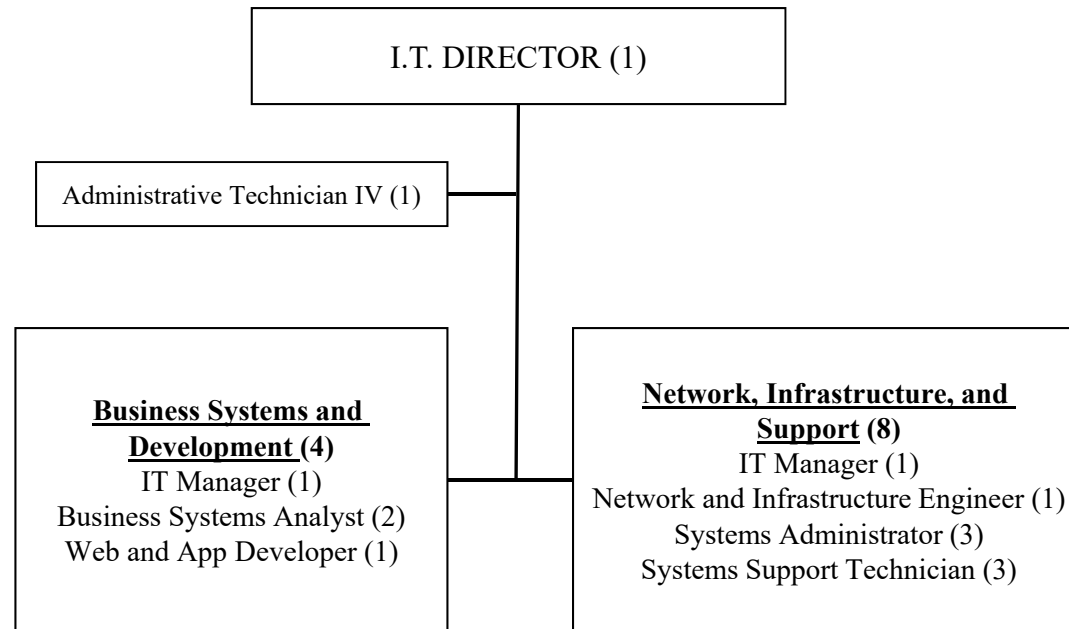 I.T. DIRECTOR (1)
Administrative Technician IV (1)
Business Systems and
Development (4)
IT Manager (1)
Business Systems Analyst (2)
Web and App Developer (1)
Network, Infrastructure, and
Support (8)
IT Manager (1)
Network and Infrastructure Engineer (1)
Systems Administrator (3)
Systems Support Technician (3)